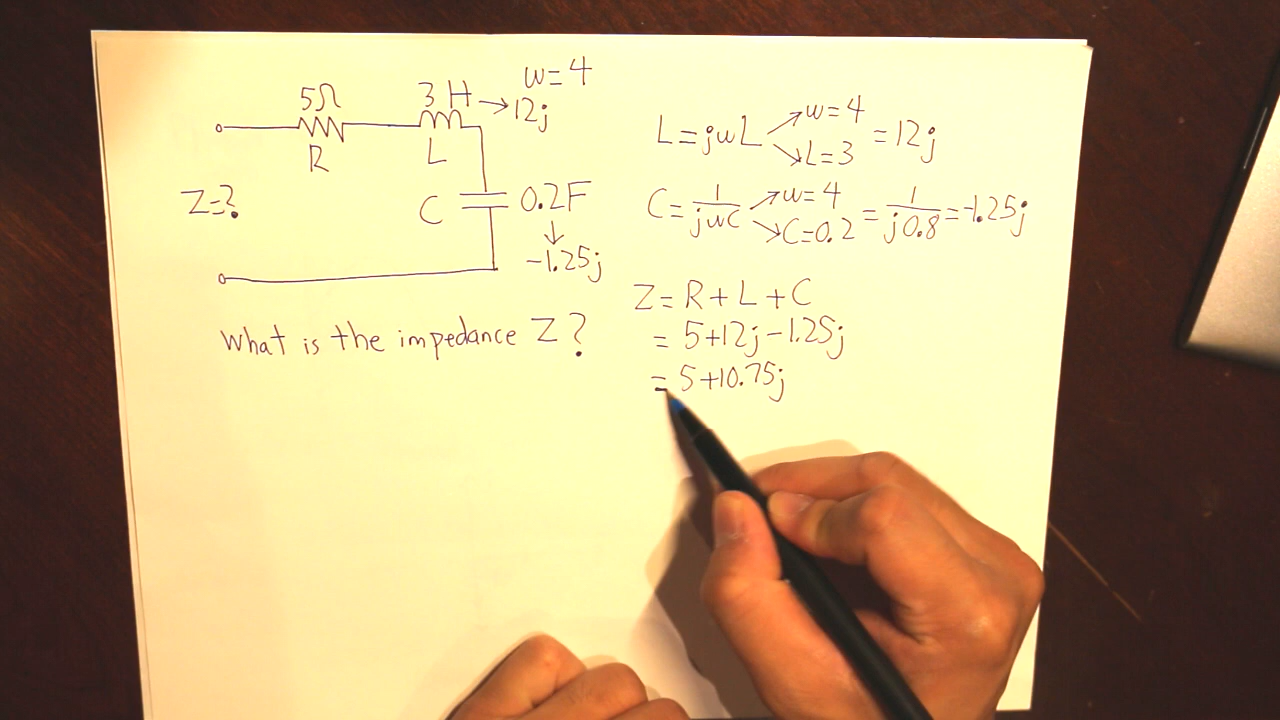 w=4
5Ω 3 H → 12j
R L
Z=? C 0.2F
↓
-1.25j
What is the impedance Z?
L=jwL ↗w=4 ↘L=3 =12j
C=1/jwC ↗w=4 ↘C=0.2 =1/j0.8=-1.25j
Z=R+L+C
=5+12j-1.25j
=5+10.75j